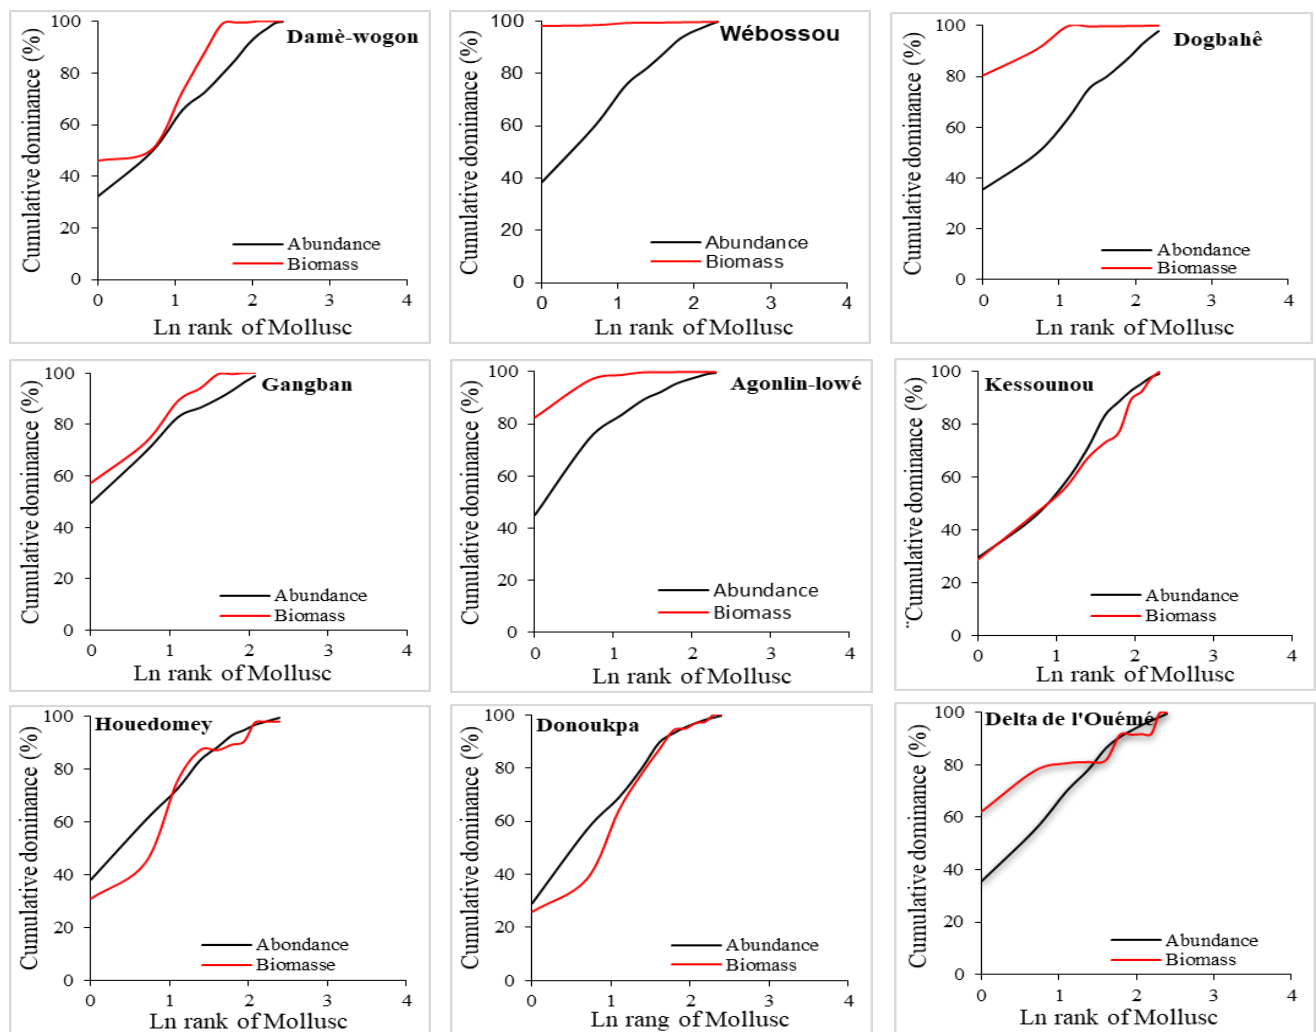 Cumulative dominance (%)
100
80
60
40
20
0
Damè-wogon
Abundance
Biomass
0 1 2 3 4
Ln rank of Mollusc
Cumulative dominance (%)
100
80
60
40
20
0
Wébossou
Abundance
Biomass
0 1 2 3 4
Ln rank of Mollusc
Cumulative dominance (%)
100
80
60
40
20
0
Dogbahê
Abondance
Biomasse
0 1 2 3 4
Ln rank of Mollusc
Cumulative dominance (%)
100
80
60
40
20
0
Gangban
Abundance
Biomass
0 1 2 3 4
Ln rank of Mollusc
Cumulative dominance (%)
100
80
60
40
20
0
Agonlin-lowé
Abundance
Biomass
0 1 2 3 4
Ln rank of Mollusc
¨Cumulative dominance (%)
100
80
60
40
20
0
Kessounou
Abundance
Biomass
0 1 2 3 4
Ln rank of Mollusc
Cumulative dominance (%)
100
80
60
40
20
0
Houedomey
Abondance
Biomasse
0 1 2 3 4
Ln rank of Mollusc
Cumulative dominance (%)
100
80
60
40
20
0
Donoukpa
Abundance
Biomass
0 1 2 3 4
Ln rang of Mollusc
Cumulative dominance (%)
100
80
60
40
20
0
Delta de l'Ouémé
Abundance
Biomass
0 1 2 3 4
Ln rank of Mollusc